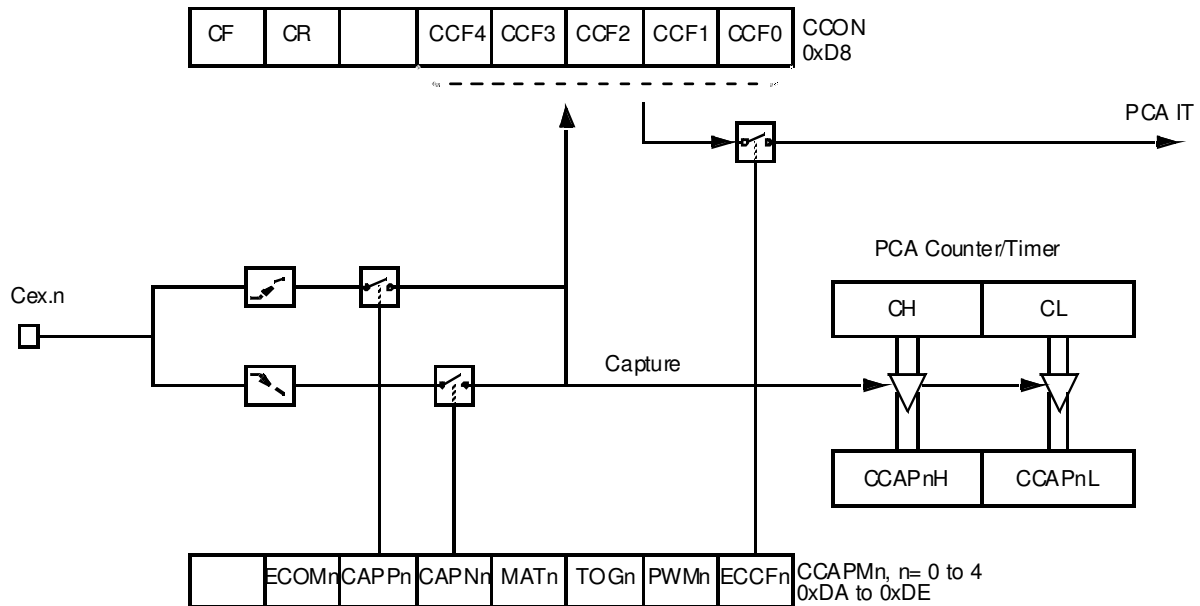 CF CR CCF4 CCF3 CCF2 CCF1 CCF0 CCON
0xD8
PCA IT
PCA Counter/Timer
Cex.n
CH CL
Capture
CCAPnH CCAPnL
ECOMn CAPPn CAPNn MATn TOGn PWMn ECCFn CCAPMn, n= 0 to 4
0xDA to 0xDE